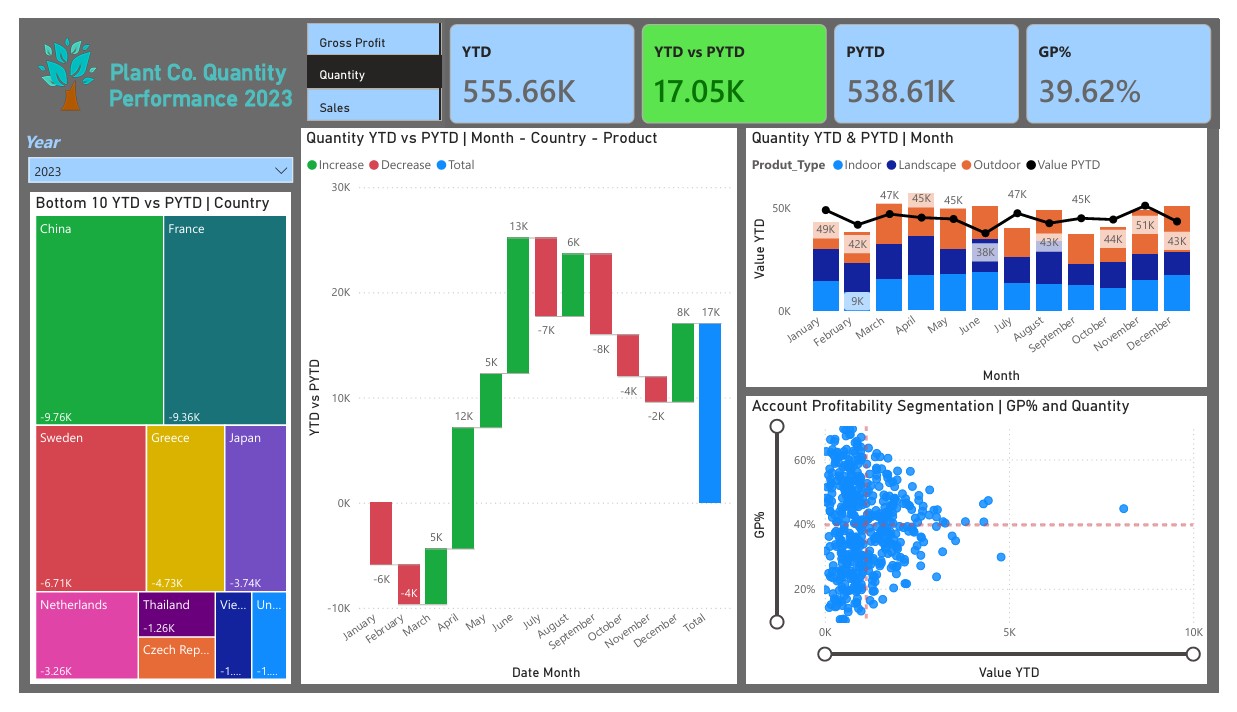 Plant Co. Quantity
Performance 2023
Gross Profit
Quantity
Sales
YTD
555.66K
YTD vs PYTD
17.05K
PYTD
538.61K
GP%
39.62%
Year
2023
Bottom 10 YTD vs PYTD | Country
China
-9.76K
France
-9.36K
Sweden
-6.71K
Greece
-4.73K
Japan
-3.74K
Netherlands
-3.26K
Thailand
-1.26K
Czech Rep...
Vie...
-1....
Un...
-1....
Quantity YTD vs PYTD | Month - Country - Product
Increase Decrease Total
YTD vs PYTD
30K
20K
10K
0K
-10K
-6K
-4K
5K
12K
5K
13K
-7K
6K
-8K
-4K
-2K
8K
17K
January
February
March
April
May
June
July
August
September
October
November
December
Total
Date Month
Quantity YTD & PYTD | Month
Produt_Type Indoor Landscape Outdoor Value PYTD
Value YTD
50K
0K
49K
42K
9K
47K
45K
45K
38K
47K
43K
45K
44K
51K
43K
January
February
March
April
May
June
July
August
September
October
November
December
Month
Account Profitability Segmentation | GP% and Quantity
GP%
60%
40%
20%
0K
5K
10K
Value YTD